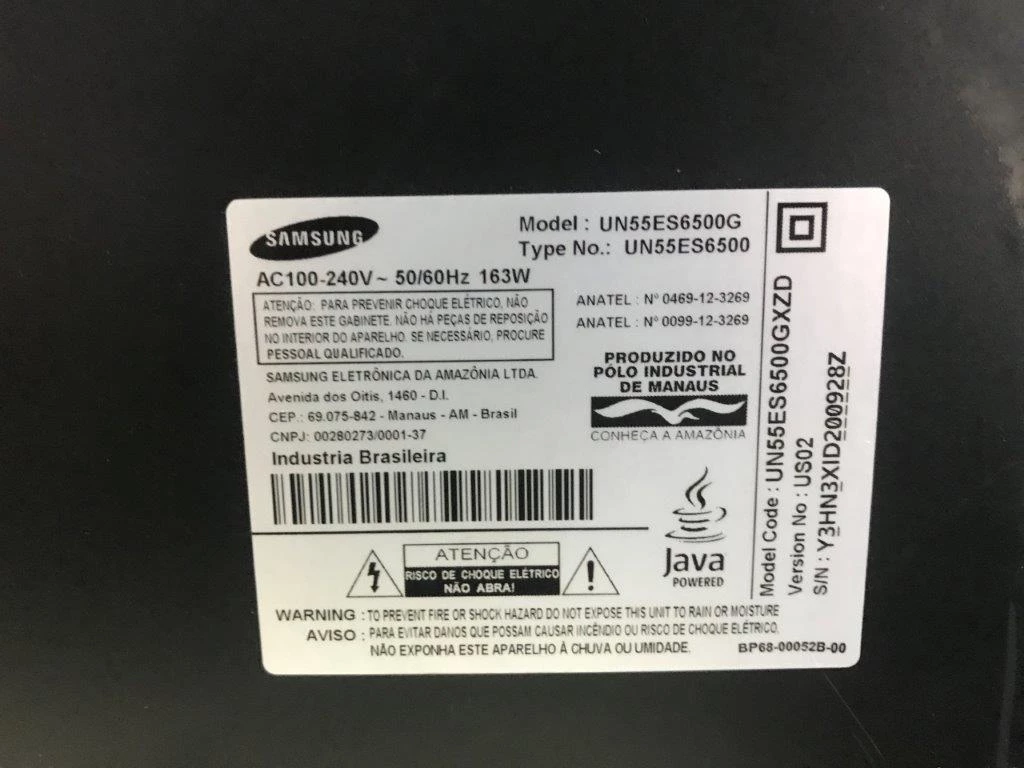 SAMSUNG
Model : UN55ES6500G
Type No.: UN55ES6500
AC100-240V~ 50/60Hz 163W
ATENÇÃO: PARA PREVENIR CHOQUE ELÉTRICO, NÃO
REMOVA ESTE GABINETE. NÃO HÁ PEÇAS DE REPOSIÇÃO
NO INTERIOR DO APARELHO. SE NECESSÁRIO, PROCURE
PESSOAL QUALIFICADO.
ANATEL : Nº 0469-12-3269
ANATEL : Nº 0099-12-3269
SAMSUNG ELETRÔNICA DA AMAZÔNIA LTDA.
Avenida dos Oitis, 1460 - D.I.
CEP.: 69.075-842 - Manaus - AM - Brasil
CNPJ: 00280273/0001-37
Industria Brasileira
PRODUZIDO NO
PÓLO INDUSTRIAL
DE MANAUS
CONHEÇA A AMAZÔNIA
Java
POWERED
ATENÇÃO
RISCO DE CHOQUE ELÉTRICO
NÃO ABRA!
WARNING : TO PREVENT FIRE OR SHOCK HAZARD DO NOT EXPOSE THIS UNIT TO RAIN OR MOISTURE
AVISO : PARA EVITAR DANOS QUE POSSAM CAUSAR INCÊNDIO OU RISCO DE CHOQUE ELÉTRICO,
NÃO EXPONHA ESTE APARELHO À CHUVA OU UMIDADE.
BP68-00052B-00
Model Code : UN55ES6500GXZD
Version No : US02
S/N : Y3HN3XID200928Z